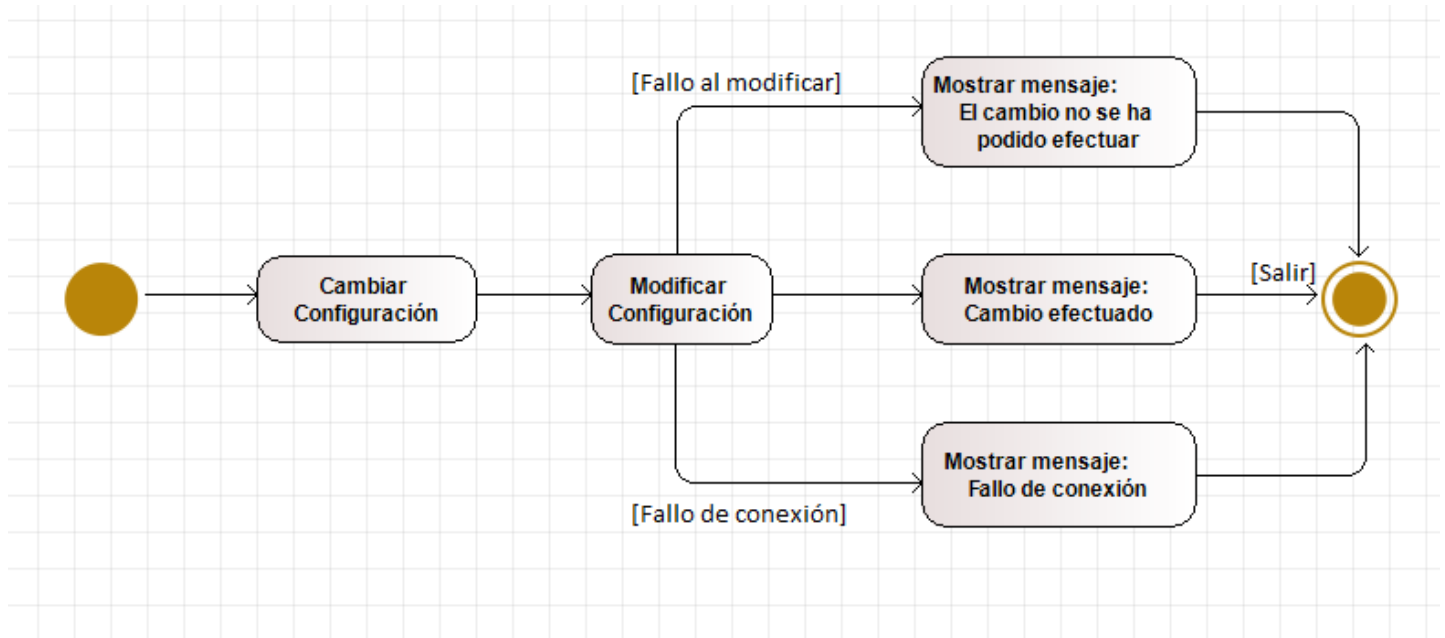 [Fallo al modificar]
Mostrar mensaje:
El cambio no se ha
podido efectuar
Cambiar
Configuración
Modificar
Configuración
Mostrar mensaje:
Cambio efectuado
[Salir]
Mostrar mensaje:
Fallo de conexión
[Fallo de conexión]